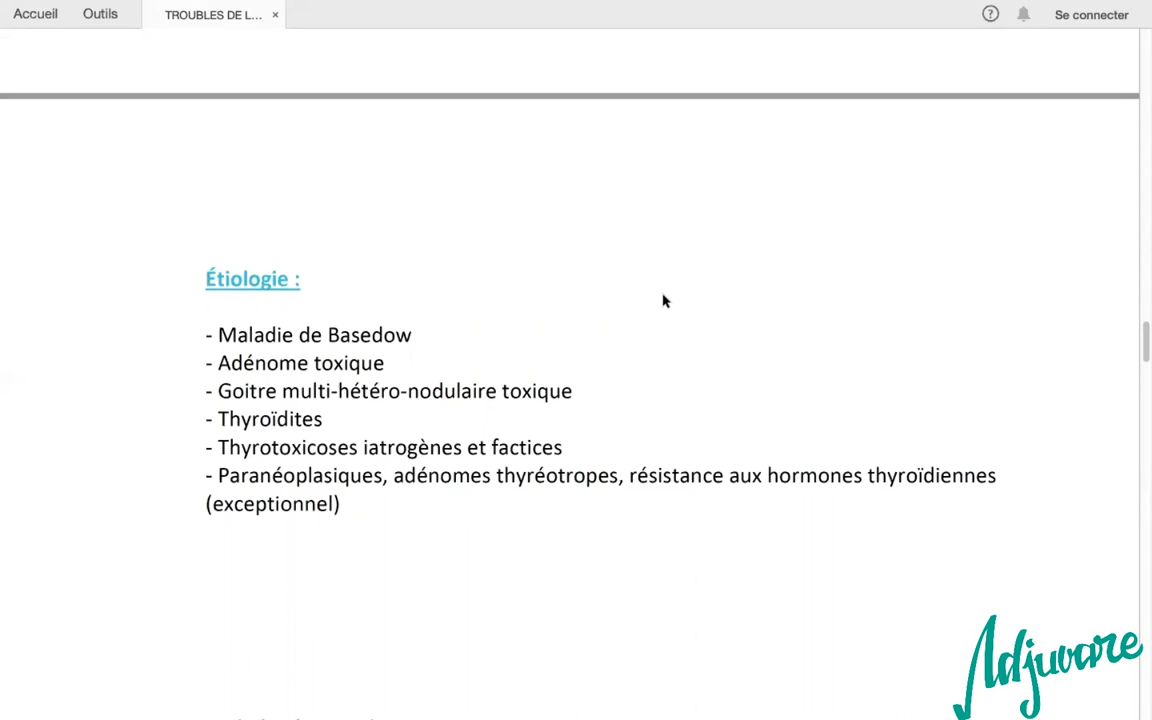 Accueil Outils TROUBLES DE L... × ? Se connecter
Étiologie :
- Maladie de Basedow
- Adénome toxique
- Goitre multi-hétéro-nodulaire toxique
- Thyroïdites
- Thyrotoxicoses iatrogènes et factices
- Paranéoplasiques, adénomes thyréotropes, résistance aux hormones thyroïdiennes
(exceptionnel)
Adjuvare